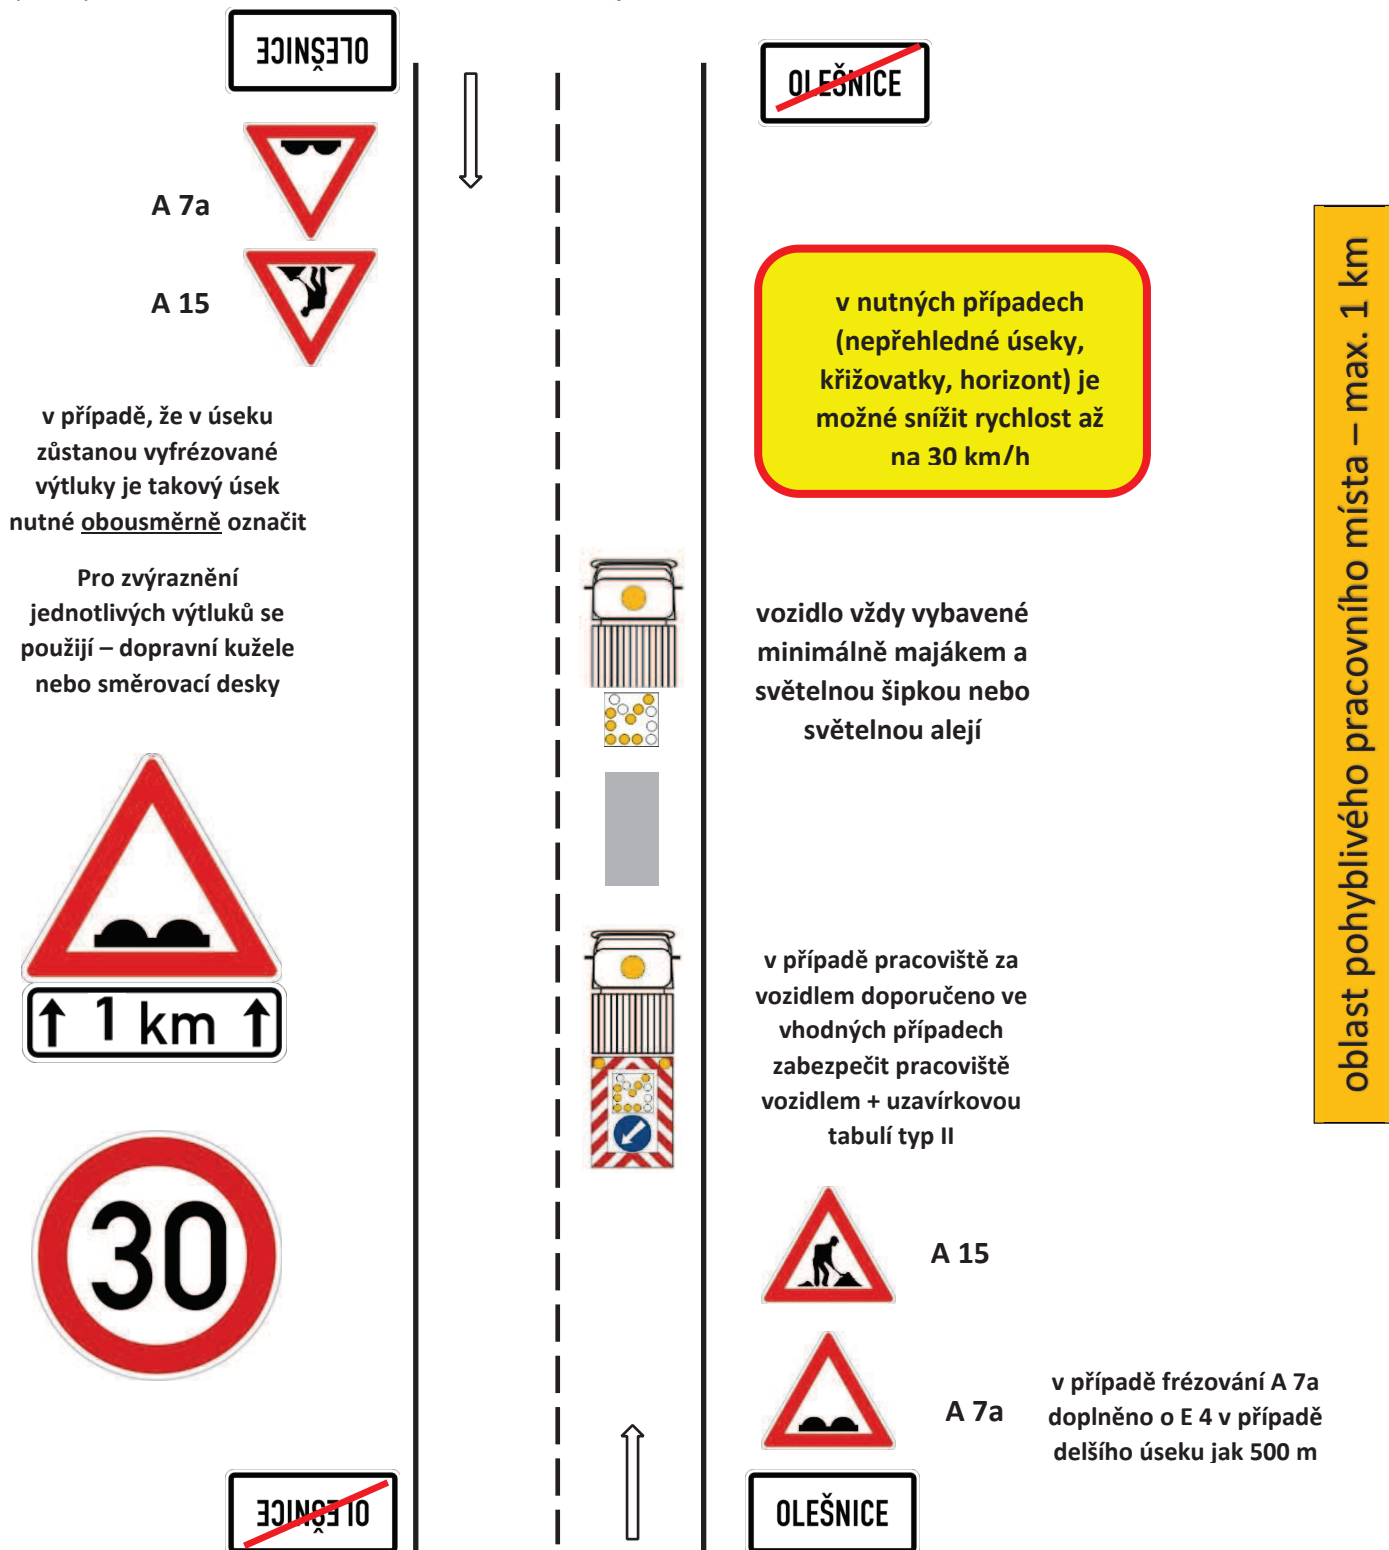 OLEŠNICE
OLEŠNICE
A 7a
A 15
v nutných případech
(nepřehledné úseky,
křižovatky, horizont) je
možné snížit rychlost až
na 30 km/h
oblast pohyblivého pracovního místa – max. 1 km
v případě, že v úseku
zůstanou vyfrézované
výtluky je takový úsek
nutné obousměrně označit
Pro zvýraznění
jednotlivých výtluků se
použijí – dopravní kužele
nebo směrovací desky
vozidlo vždy vybavené
minimálně majákem a
světelnou šipkou nebo
světelnou alejí
1 km
v případě pracoviště za
vozidlem doporučeno ve
vhodných případech
zabezpečit pracoviště
vozidlem + uzavírkovou
tabulí typ II
30
A 15
A 7a
v případě frézování A 7a
doplněno o E 4 v případě
delšího úseku jak 500 m
OLEŠNICE
OLEŠNICE